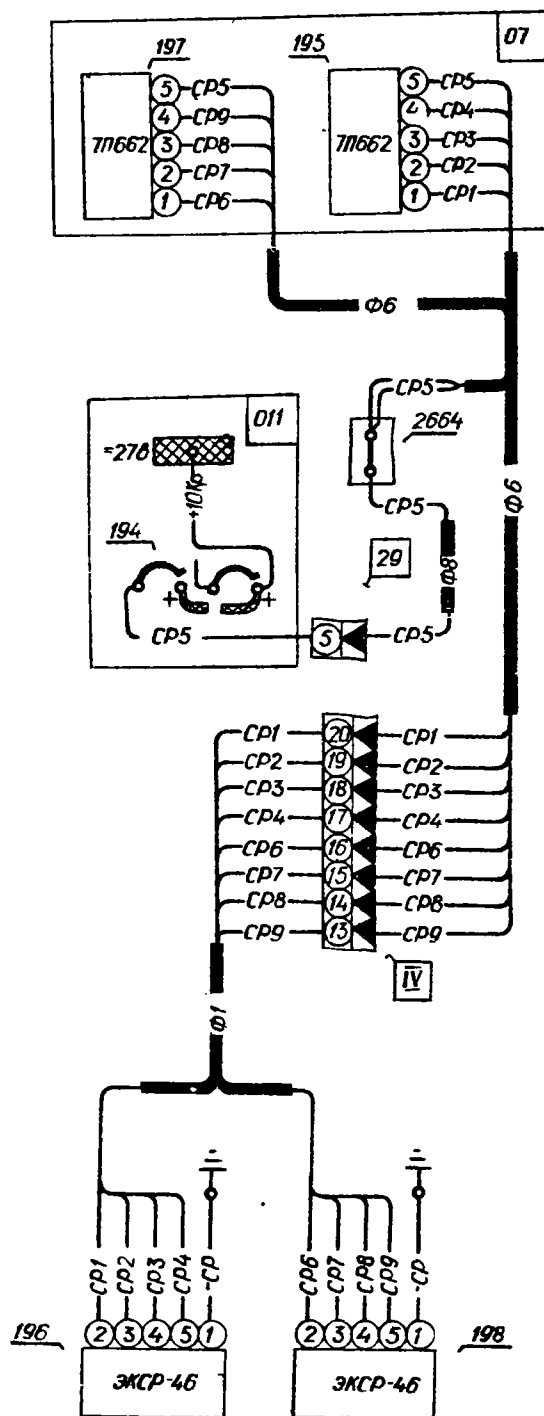 07
197
195
7П662
5 СР5
4 СР9
3 СР8
2 СР7
1 СР6
7П662
5 СР5
4 СР4
3 СР3
2 СР2
1 СР1
Ф6
СР5
2664
011
=27в
+10Кр
194
+ +
СР5
СР5
Ф6
29
Ф8
5
СР5
СР1 20 СР1
СР2 19 СР2
СР3 18 СР3
СР4 17 СР4
СР6 16 СР6
СР7 15 СР7
СР8 14 СР8
СР9 13 СР9
IV
Ф1
СР1 СР2 СР3 СР4 -СР
СР6 СР7 СР8 СР9 -СР
196
2 3 4 5 1
2 3 4 5 1
198
ЭКСР-46
ЭКСР-46